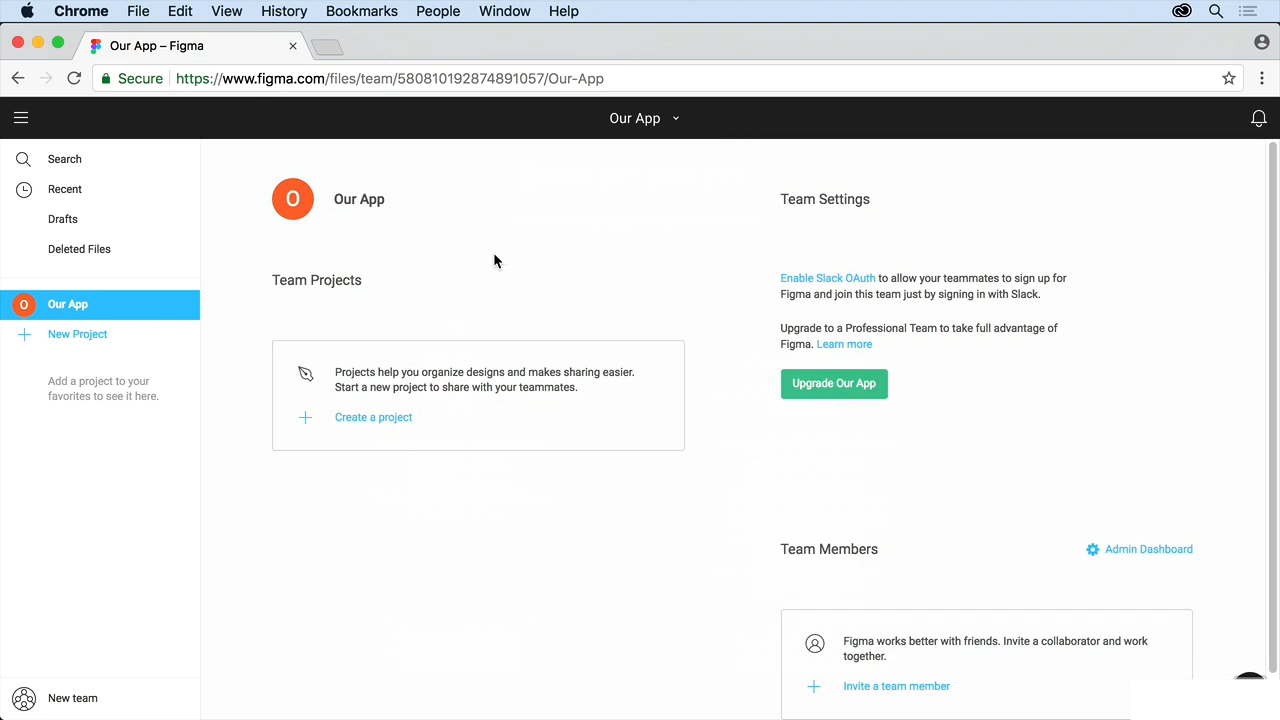 Chrome File Edit View History Bookmarks People Window Help
Our App – Figma
Secure https://www.figma.com/files/team/580810192874891057/Our-App
Our App
Search
Recent
Drafts
Deleted Files
O Our App
New Project
Add a project to your
favorites to see it here.
New team
O Our App
Team Projects
Projects help you organize designs and makes sharing easier.
Start a new project to share with your teammates.
Create a project
Team Settings
Enable Slack OAuth to allow your teammates to sign up for
Figma and join this team just by signing in with Slack.
Upgrade to a Professional Team to take full advantage of
Figma. Learn more
Upgrade Our App
Team Members
Admin Dashboard
Figma works better with friends. Invite a collaborator and work
together.
Invite a team member